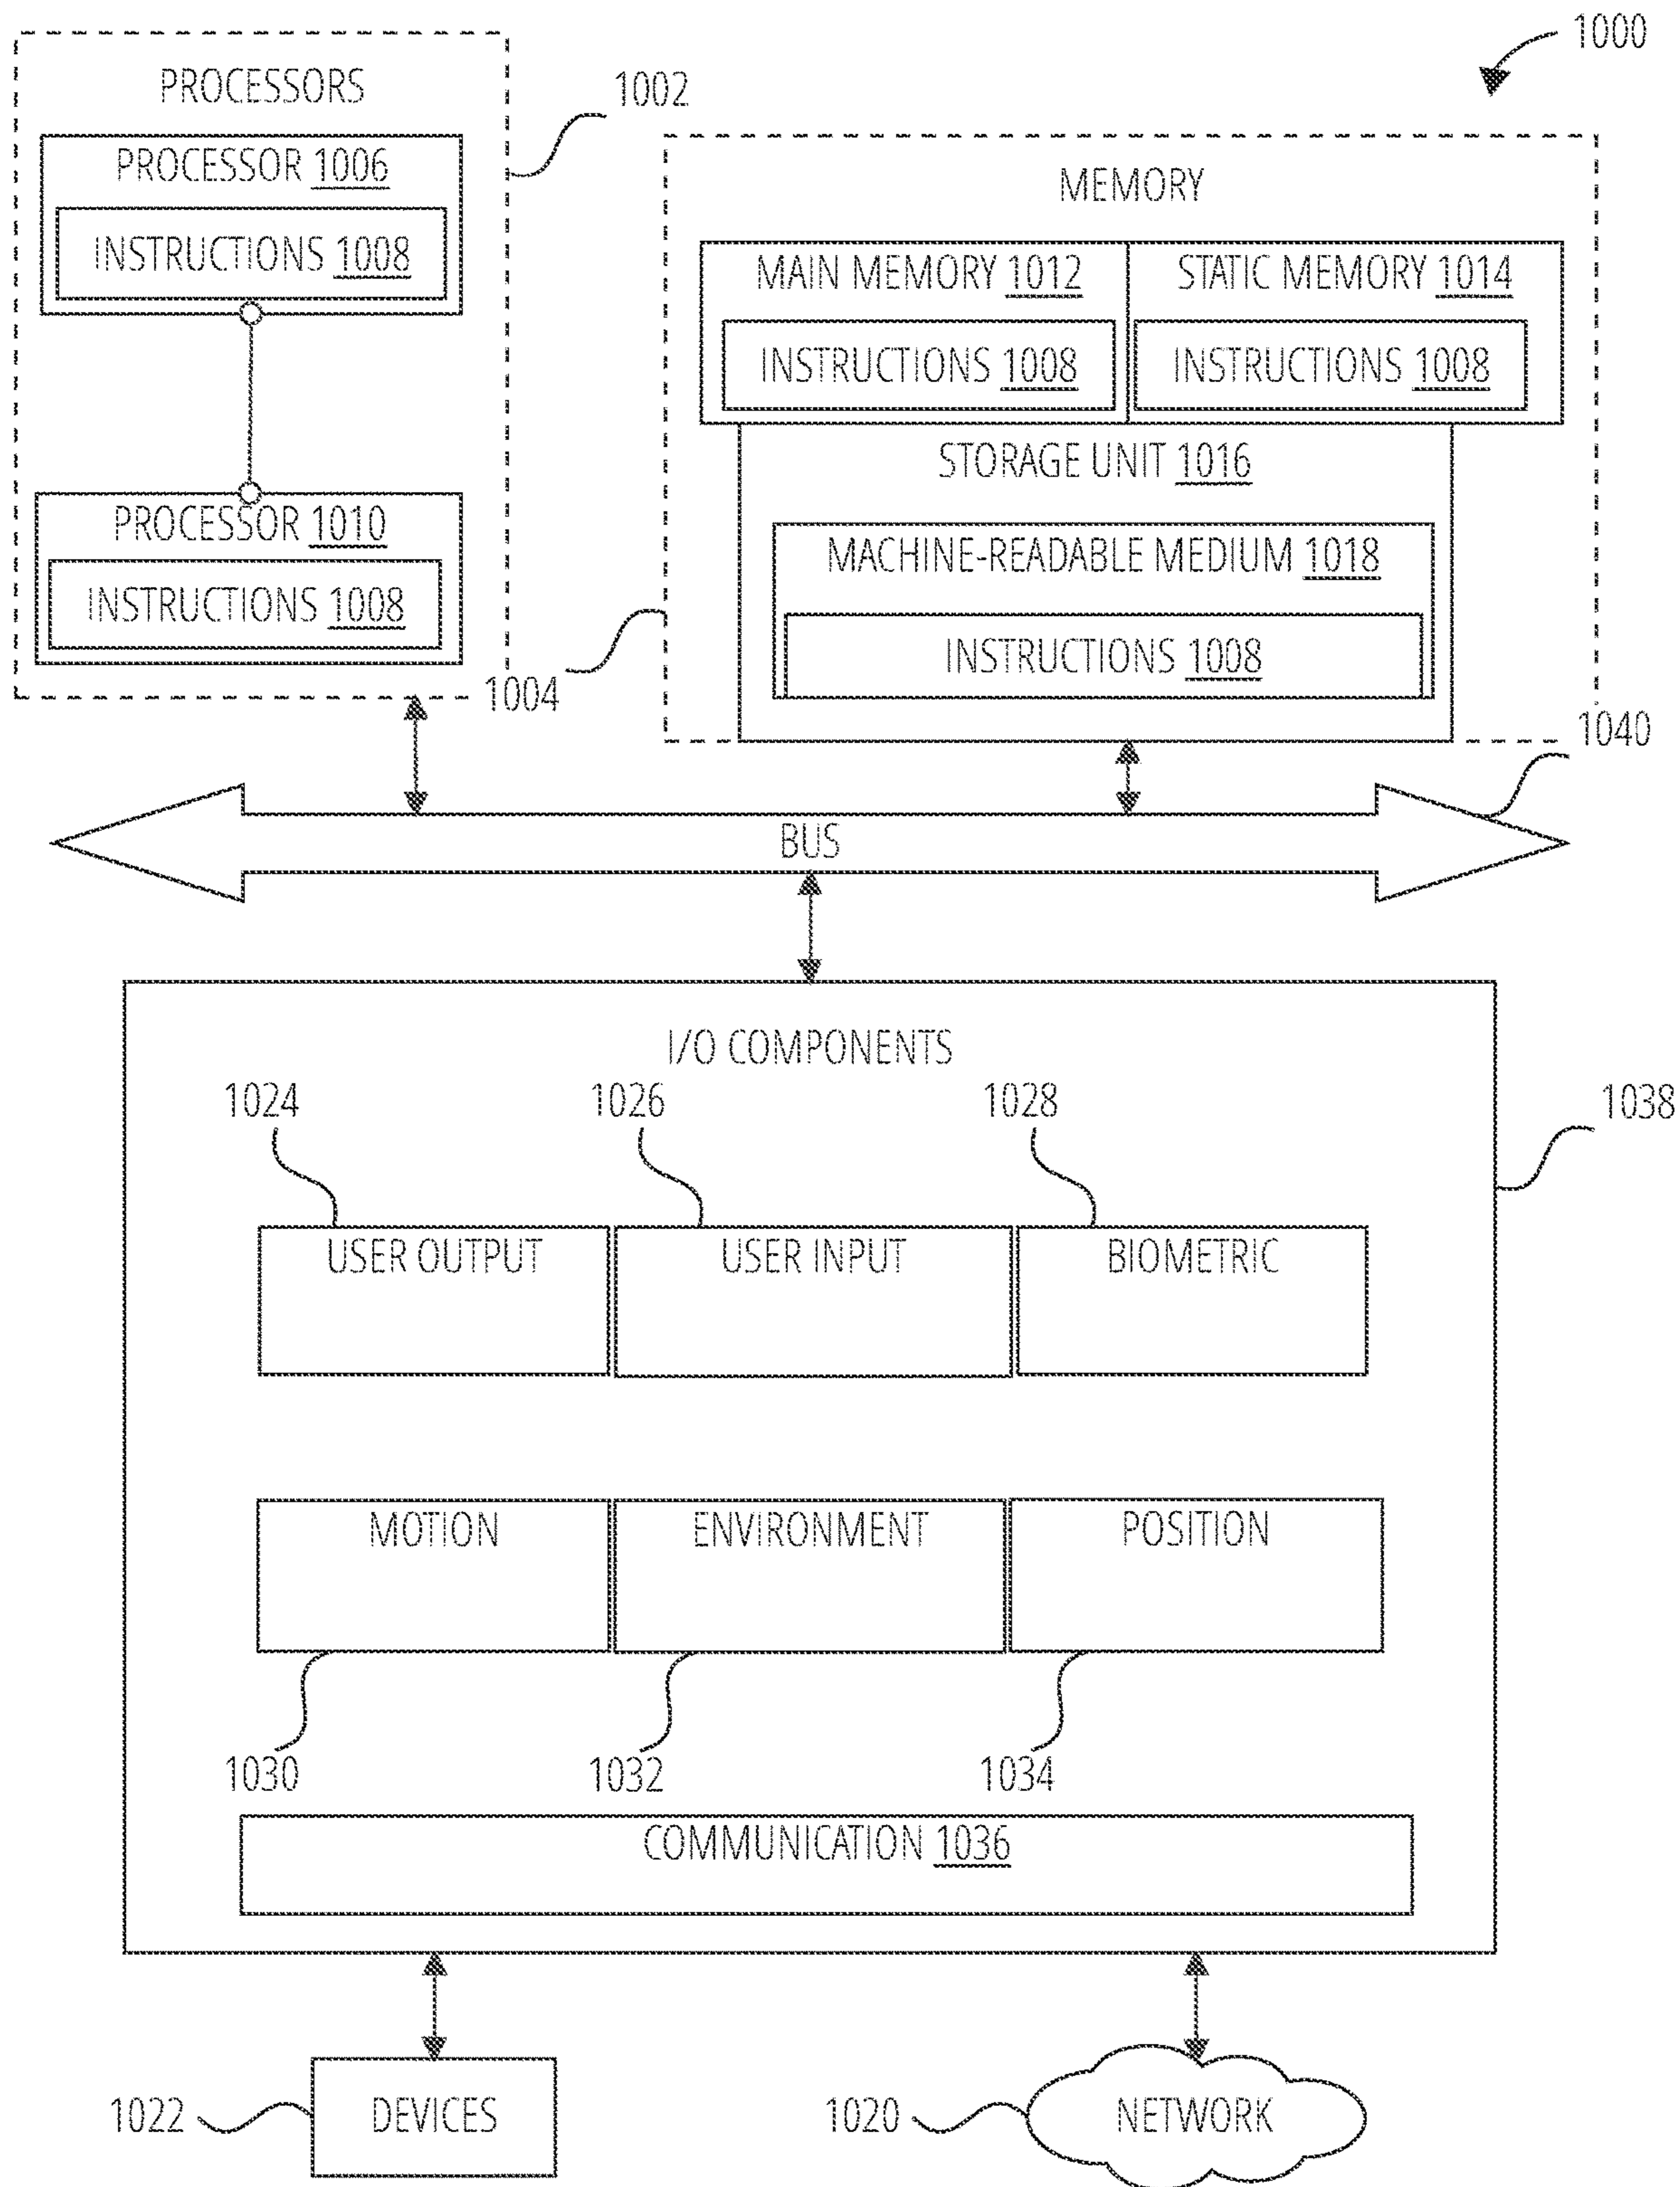 1000
PROCESSORS
1002
PROCESSOR 1006
INSTRUCTIONS 1008
PROCESSOR 1010
INSTRUCTIONS 1008
MEMORY
MAIN MEMORY 1012
STATIC MEMORY 1014
INSTRUCTIONS 1008
INSTRUCTIONS 1008
STORAGE UNIT 1016
MACHINE-READABLE MEDIUM 1018
INSTRUCTIONS 1008
1004
1040
BUS
I/O COMPONENTS
1024
1026
1028
1038
USER OUTPUT
USER INPUT
BIOMETRIC
MOTION
ENVIRONMENT
POSITION
1030
1032
1034
COMMUNICATION 1036
1022
DEVICES
1020
NETWORK